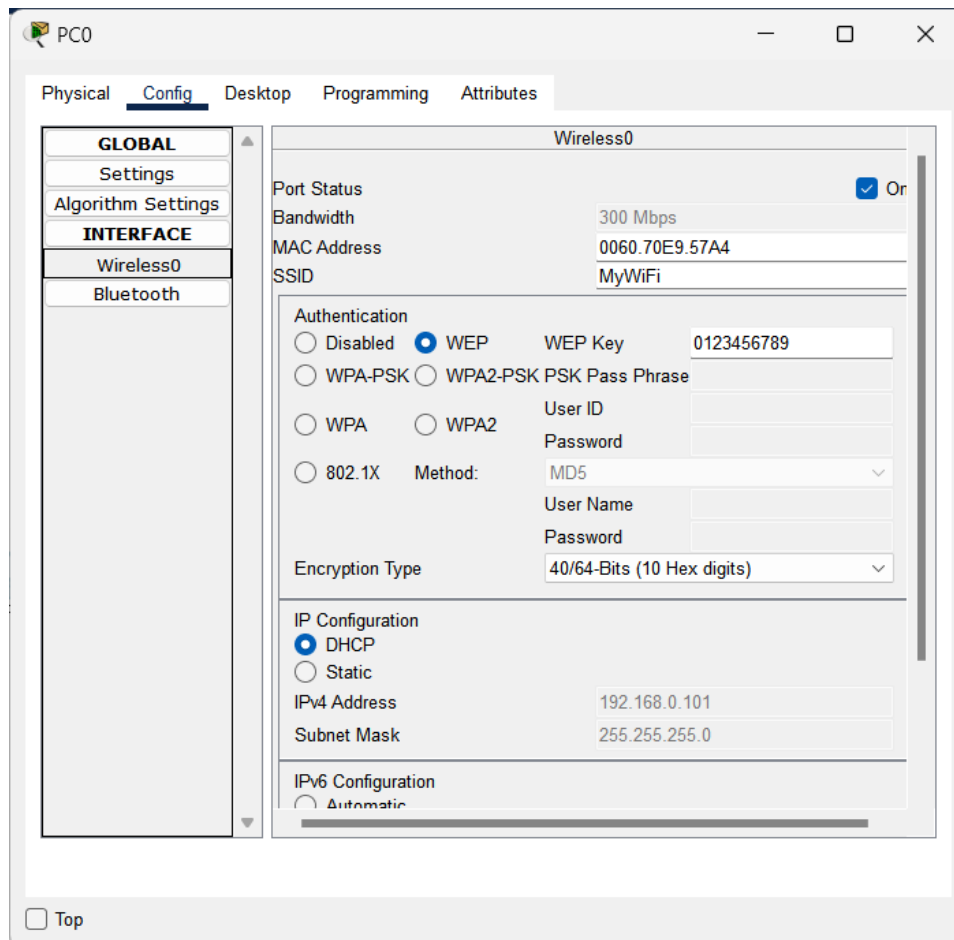 PC0
Physical Config Desktop Programming Attributes
GLOBAL
Settings
Algorithm Settings
INTERFACE
Wireless0
Bluetooth
Wireless0
Port Status On
Bandwidth 300 Mbps
MAC Address 0060.70E9.57A4
SSID MyWiFi
Authentication
Disabled WEP WEP Key 0123456789
WPA-PSK WPA2-PSK PSK Pass Phrase
User ID
WPA WPA2
Password
802.1X Method: MD5
User Name
Password
Encryption Type 40/64-Bits (10 Hex digits)
IP Configuration
DHCP
Static
IPv4 Address 192.168.0.101
Subnet Mask 255.255.255.0
IPv6 Configuration
Automatic
Top